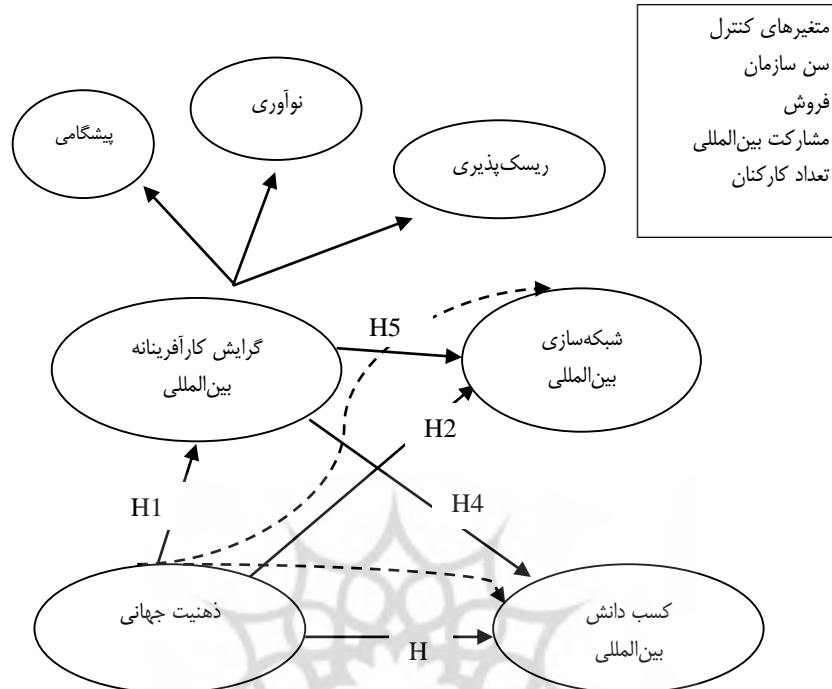 متغیرهای کنترل
سن سازمان
فروش
مشارکت بین‌المللی
تعداد کارکنان
نوآوری
پیشگامی
ریسک‌پذیری
گرایش کارآفرینانه
بین‌المللی
H5
شبکه‌سازی
بین‌المللی
H2
H1
H4
ذهنیت جهانی
کسب دانش
بین‌المللی
H